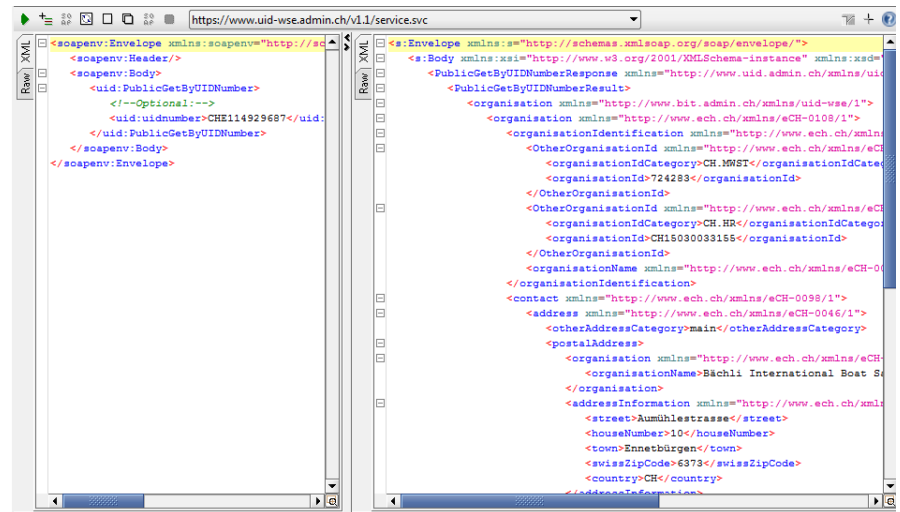 https://www.uid-wse.admin.ch/v1.1/service.svc
XML
Raw
<soapenv:Envelope xmlns:soapenv="http://sc
<soapenv:Header/>
<soapenv:Body>
<uid:PublicGetByUIDNumber>
<!--Optional:-->
<uid:uidnumber>CHE114929687</uid:
</uid:PublicGetByUIDNumber>
</soapenv:Body>
</soapenv:Envelope>
XML
Raw
<s:Envelope xmlns:s="http://schemas.xmlsoap.org/soap/envelope/">
<s:Body xmlns:xsi="http://www.w3.org/2001/XMLSchema-instance" xmlns:xsd="
<PublicGetByUIDNumberResponse xmlns="http://www.uid.admin.ch/xmlns/uid
<PublicGetByUIDNumberResult>
<organisation xmlns="http://www.bit.admin.ch/xmlns/uid-wse/1">
<organisation xmlns="http://www.ech.ch/xmlns/eCH-0108/1">
<organisationIdentification xmlns="http://www.ech.ch/xmlns
<OtherOrganisationId xmlns="http://www.ech.ch/xmlns/eCH
<organisationIdCategory>CH.MWST</organisationIdCateg
<organisationId>724283</organisationId>
</OtherOrganisationId>
<OtherOrganisationId xmlns="http://www.ech.ch/xmlns/eCH
<organisationIdCategory>CH.HR</organisationIdCategor
<organisationId>CH15030033155</organisationId>
</OtherOrganisationId>
<organisationName xmlns="http://www.ech.ch/xmlns/eCH-00
</organisationIdentification>
<contact xmlns="http://www.ech.ch/xmlns/eCH-0098/1">
<address xmlns="http://www.ech.ch/xmlns/eCH-0046/1">
<otherAddressCategory>main</otherAddressCategory>
<postalAddress>
<organisation xmlns="http://www.ech.ch/xmlns/eCH-
<organisationName>Bächli International Boat Sa
</organisation>
<addressInformation xmlns="http://www.ech.ch/xmln
<street>Aumühlestrasse</street>
<houseNumber>10</houseNumber>
<town>Ennetbürgen</town>
<swissZipCode>6373</swissZipCode>
<country>CH</country>
</addressInformation>